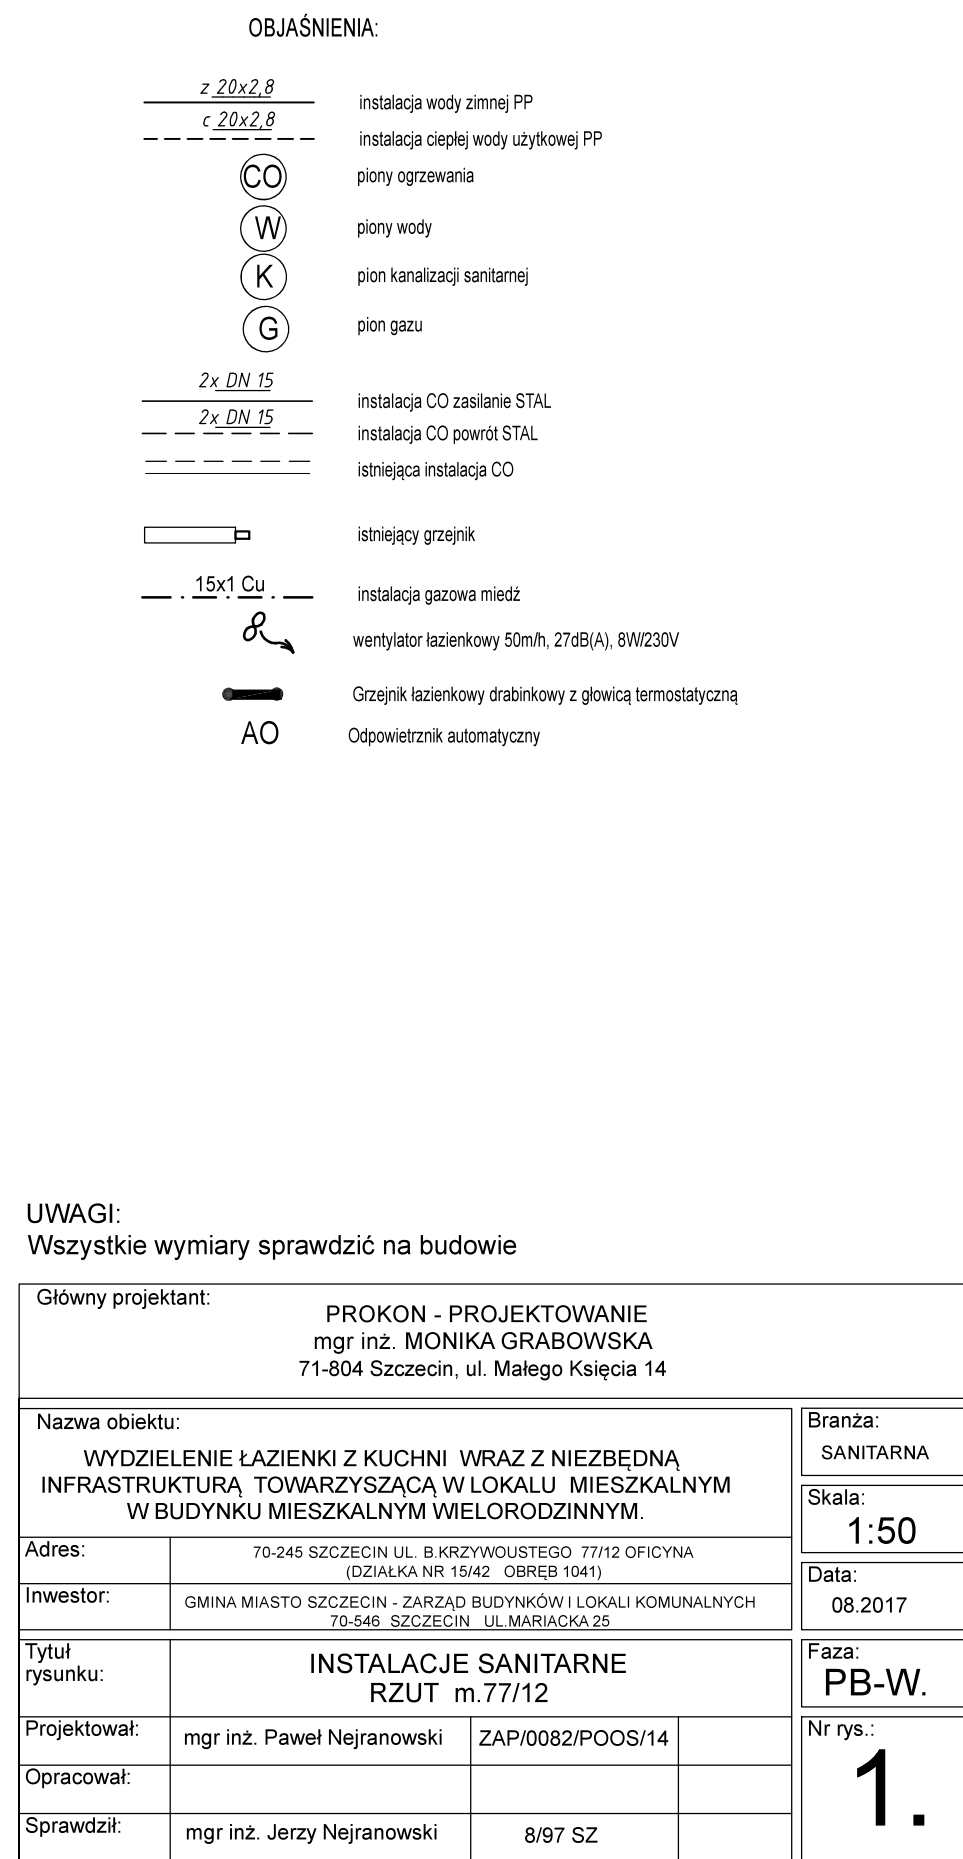 OBJAŚNIENIA:
z 20x2,8
instalacja wody zimnej PP
c 20x2,8
instalacja ciepłej wody użytkowej PP
CO piony ogrzewania
W piony wody
K pion kanalizacji sanitarnej
G pion gazu
2x DN 15
instalacja CO zasilanie STAL
2x DN 15
instalacja CO powrót STAL
istniejąca instalacja CO
istniejący grzejnik
15x1 Cu
instalacja gazowa miedź
wentylator łazienkowy 50m/h, 27dB(A), 8W/230V
Grzejnik łazienkowy drabinkowy z głowicą termostatyczną
AO Odpowietrznik automatyczny
UWAGI:
Wszystkie wymiary sprawdzić na budowie
Główny projektant:
PROKON - PROJEKTOWANIE
mgr inż. MONIKA GRABOWSKA
71-804 Szczecin, ul. Małego Księcia 14
Nazwa obiektu:
WYDZIELENIE ŁAZIENKI Z KUCHNI WRAZ Z NIEZBĘDNĄ
INFRASTRUKTURĄ TOWARZYSZĄCĄ W LOKALU MIESZKALNYM
W BUDYNKU MIESZKALNYM WIELORODZINNYM.
Branża:
SANITARNA
Skala:
1:50
Adres:
70-245 SZCZECIN UL. B.KRZYWOUSTEGO 77/12 OFICYNA
(DZIAŁKA NR 15/42 OBRĘB 1041)
Data:
08.2017
Inwestor:
GMINA MIASTO SZCZECIN - ZARZĄD BUDYNKÓW I LOKALI KOMUNALNYCH
70-546 SZCZECIN UL.MARIACKA 25
Tytuł
rysunku:
INSTALACJE SANITARNE
RZUT m.77/12
Faza:
PB-W.
Projektował: mgr inż. Paweł Nejranowski ZAP/0082/POOS/14
Nr rys.:
1.
Opracował:
Sprawdził: mgr inż. Jerzy Nejranowski 8/97 SZ